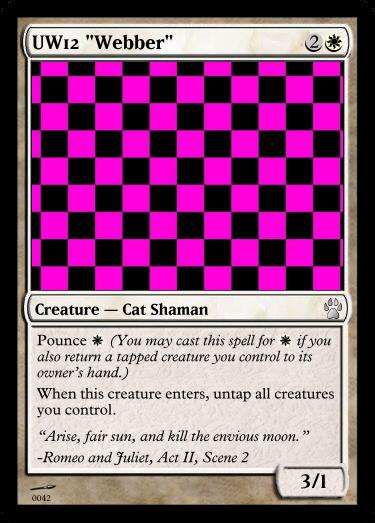 UW12 "Webber" 2
Creature — Cat Shaman
Pounce (You may cast this spell for if you
also return a tapped creature you control to its
owner's hand.)
When this creature enters, untap all creatures
you control.
“Arise, fair sun, and kill the envious moon.”
-Romeo and Juliet, Act II, Scene 2
3/1
0042